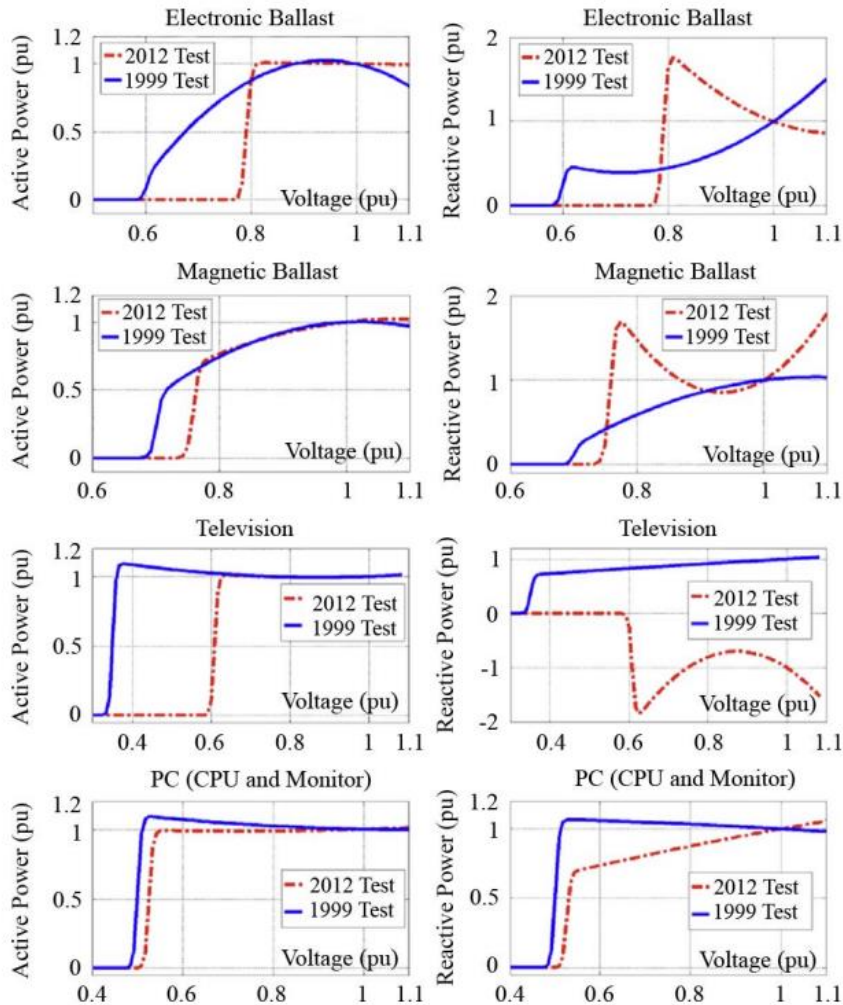 Electronic Ballast
Active Power (pu)
1.2
1
0.5
0
2012 Test
1999 Test
Voltage (pu)
0.6
0.8
1
1.1
Electronic Ballast
Reactive Power (pu)
2
1
0
2012 Test
1999 Test
Voltage (pu)
0.6
0.8
1
1.1
Magnetic Ballast
Active Power (pu)
1.2
1
0.5
0
2012 Test
1999 Test
Voltage (pu)
0.6
0.8
1
1.1
Magnetic Ballast
Reactive Power (pu)
2
1
0
2012 Test
1999 Test
Voltage (pu)
0.6
0.8
1
1.1
Television
Active Power (pu)
1.2
1
0.5
0
2012 Test
1999 Test
Voltage (pu)
0.4
0.6
0.8
1
1.1
Television
Reactive Power (pu)
1
0
-1
-2
2012 Test
1999 Test
Voltage (pu)
0.4
0.6
0.8
1
1.1
PC (CPU and Monitor)
Active Power (pu)
1.2
1
0.5
0
2012 Test
1999 Test
Voltage (pu)
0.4
0.6
0.8
1
1.1
PC (CPU and Monitor)
Reactive Power (pu)
1.2
1
0.5
0
2012 Test
1999 Test
Voltage (pu)
0.4
0.6
0.8
1
1.1